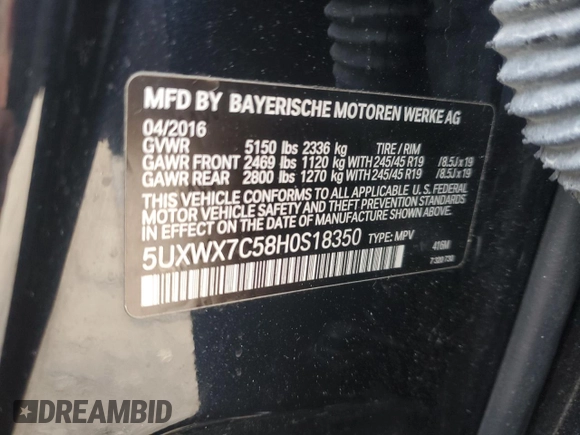 MFD BY BAYERISCHE MOTOREN WERKE AG
04/2016
GVWR 5150 lbs 2336 kg TIRE / RIM
GAWR FRONT 2469 lbs 1120 kg WITH 245/45 R19 /8.5J x 19
GAWR REAR 2800 lbs 1270 kg WITH 245/45 R19 /8.5J x 19
THIS VEHICLE CONFORMS TO ALL APPLICABLE U.S. FEDERAL
MOTOR VEHICLE SAFETY AND THEFT PREVENTION STANDARDS
IN EFFECT ON THE DATE OF MANUFACTURE SHOWN ABOVE.
5UXWX7C58H0S18350 TYPE: MPV
416M
DREAMBID